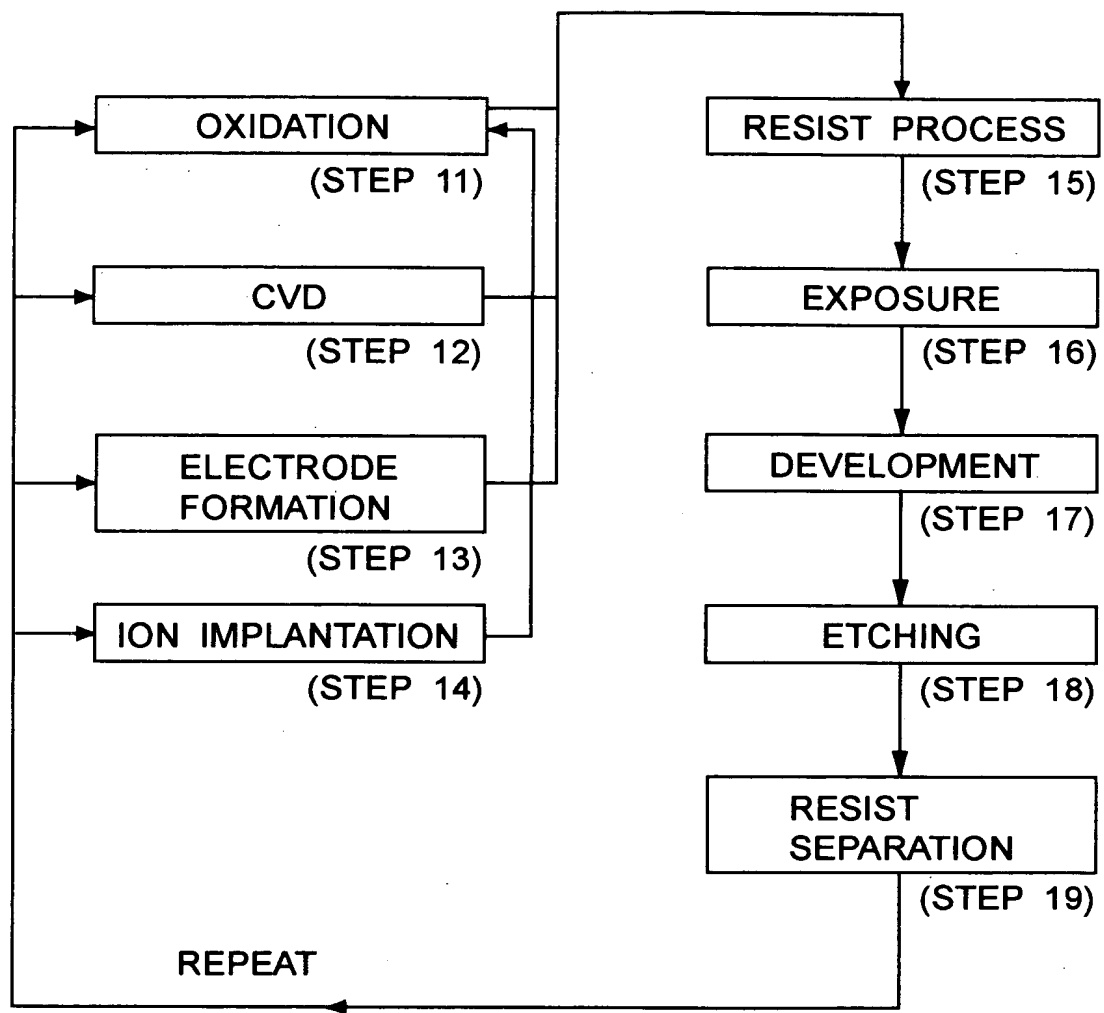 OXIDATION
(STEP 11)
CVD
(STEP 12)
ELECTRODE
FORMATION
(STEP 13)
ION IMPLANTATION
(STEP 14)
RESIST PROCESS
(STEP 15)
EXPOSURE
(STEP 16)
DEVELOPMENT
(STEP 17)
ETCHING
(STEP 18)
RESIST
SEPARATION
(STEP 19)
REPEAT